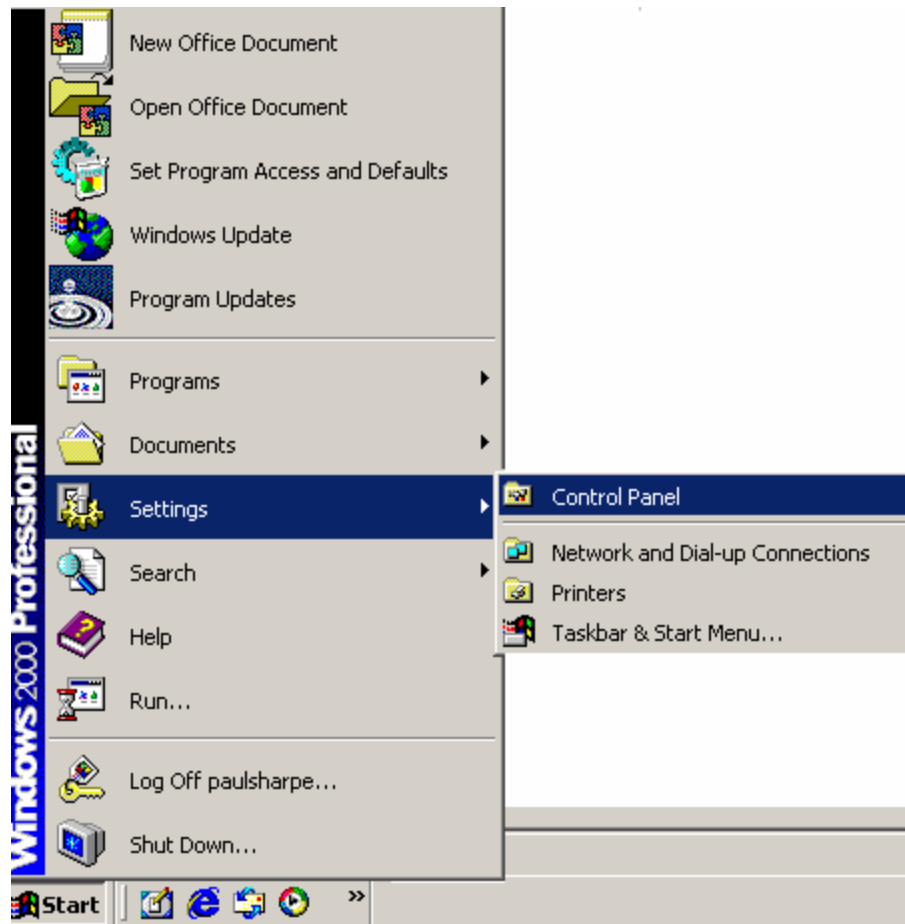 New Office Document
Open Office Document
Set Program Access and Defaults
Windows Update
Program Updates
Programs
Documents
Settings
Search
Help
Run...
Log Off paulsharpe...
Shut Down...
Control Panel
Network and Dial-up Connections
Printers
Taskbar & Start Menu...
Windows 2000 Professional
Start
»